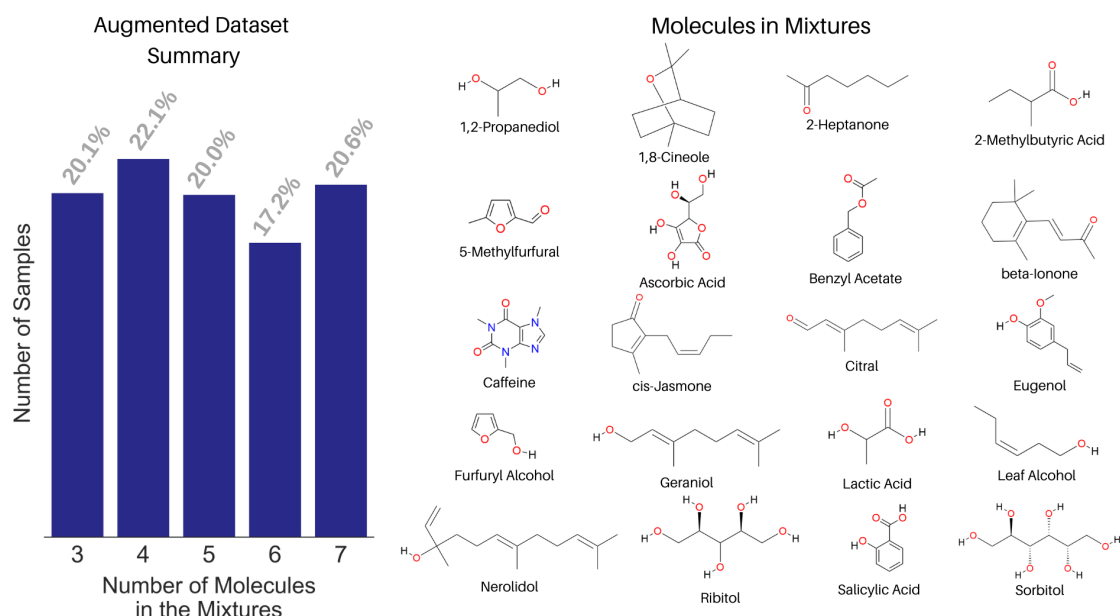 Augmented Dataset
Summary
20.1%
22.1%
20.0%
17.2%
20.6%
Number of Samples
3 4 5 6 7
Number of Molecules
in the Mixtures
Molecules in Mixtures
H O O H
1,2-Propanediol
O
1,8-Cineole
O
2-Heptanone
O O H
2-Methylbutyric Acid
O O
5-Methylfurfural
O H O H O H O O O H
Ascorbic Acid
O O
Benzyl Acetate
O
beta-Ionone
O N N O N N
Caffeine
O
cis-Jasmone
O
Citral
O H O
Eugenol
O O H
Furfuryl Alcohol
H O
Geraniol
H O O O H
Lactic Acid
O H
Leaf Alcohol
H O
Nerolidol
H O H O O H O H O H
Ribitol
O O H H O
Salicylic Acid
H O H O O H O H O H O H
Sorbitol